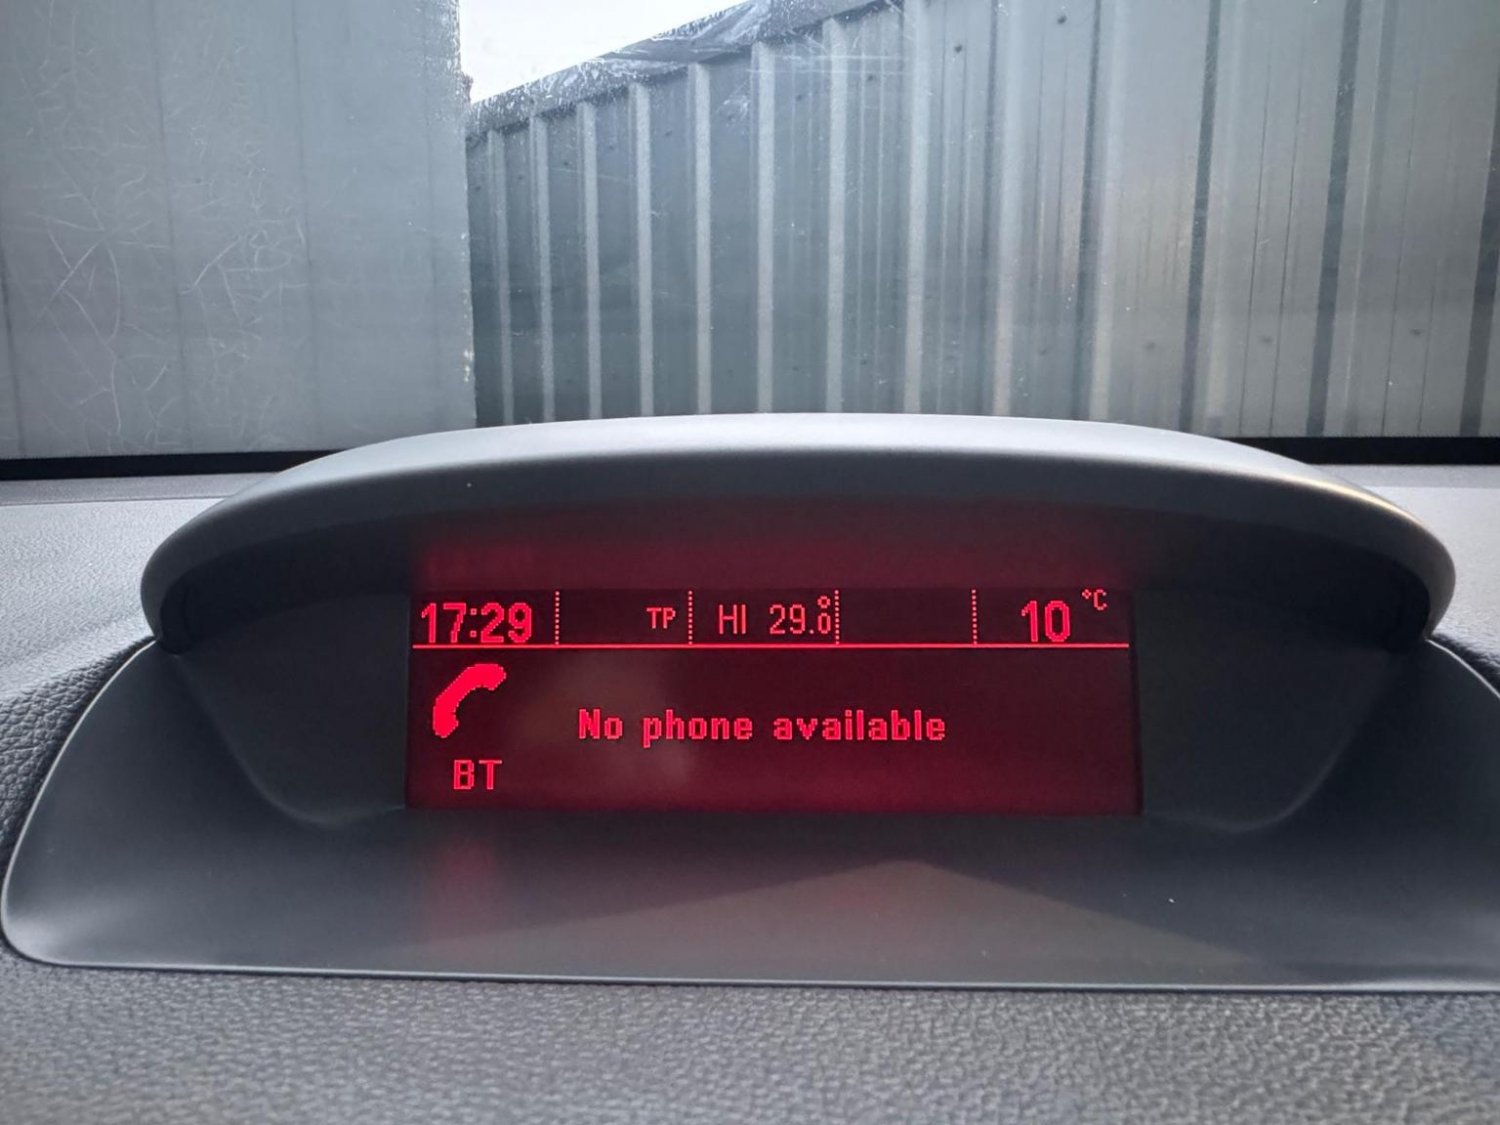 17:29 TP HI 29.0° 10 °C
No phone available
BT